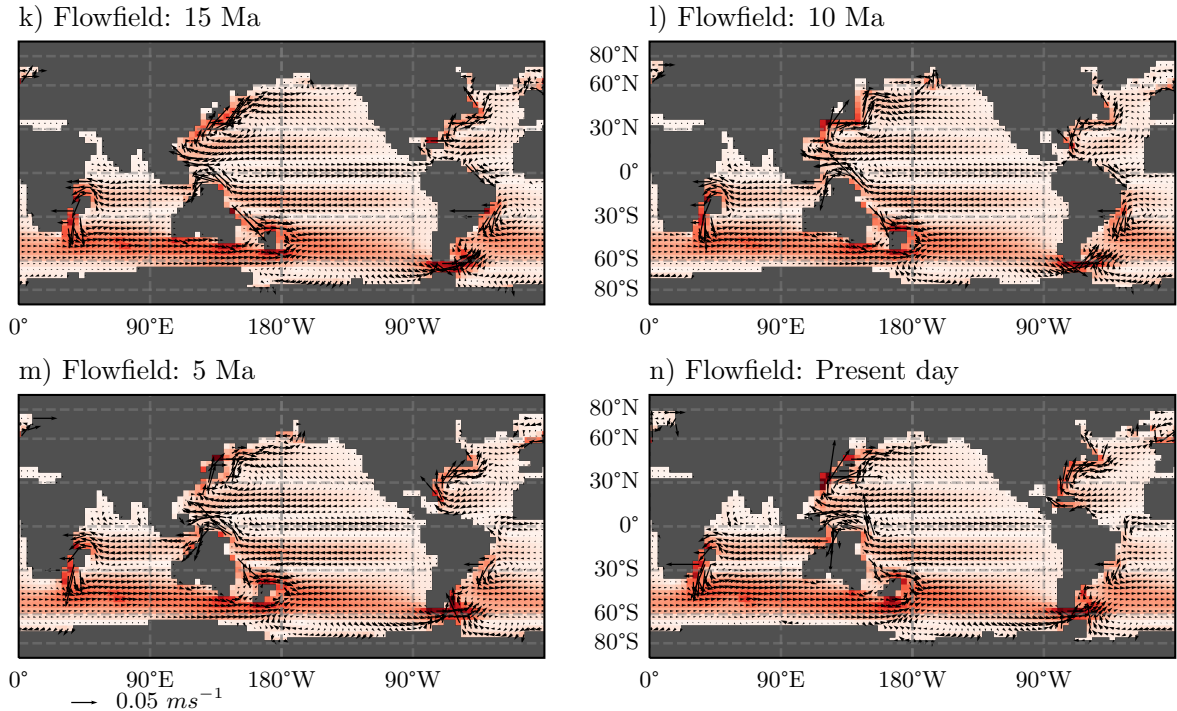 k) Flowfield: 15 Ma
l) Flowfield: 10 Ma
80°N
60°N
30°N
0°
30°S
60°S
80°S
0°
90°E
180°W
90°W
0°
90°E
180°W
90°W
m) Flowfield: 5 Ma
n) Flowfield: Present day
80°N
60°N
30°N
0°
30°S
60°S
80°S
0°
90°E
180°W
90°W
0°
90°E
180°W
90°W
0.05 ms⁻¹